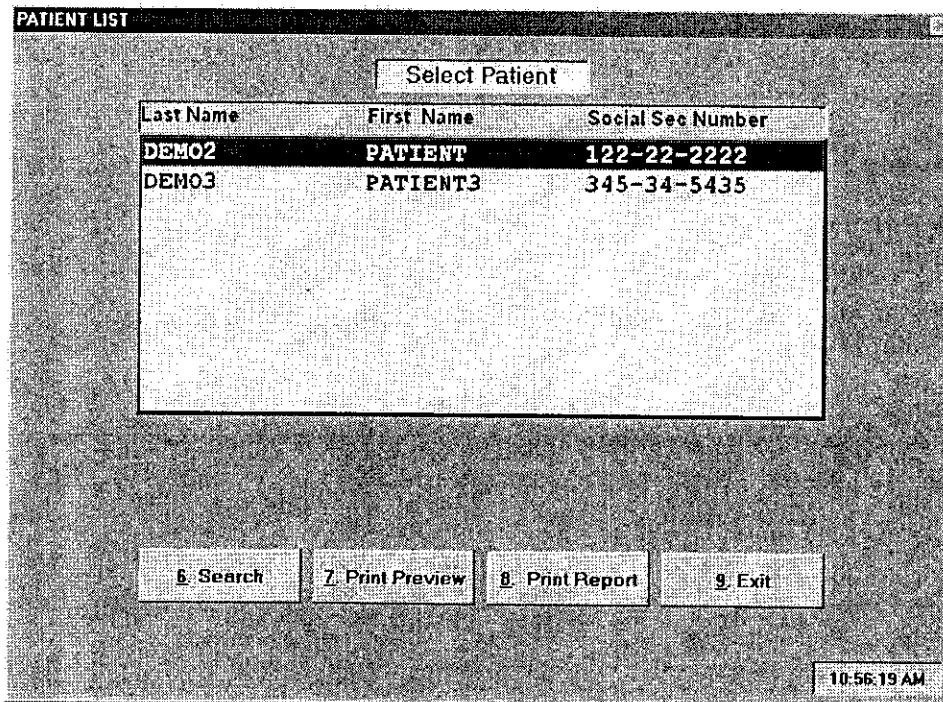 PATIENT LIST
Select Patient
Last Name First Name Social Sec Number
DEMO2 PATIENT 122-22-2222
DEMO3 PATIENT3 345-34-5435
6. Search 7. Print Preview 8. Print Report 9. Exit
10:56:19 AM